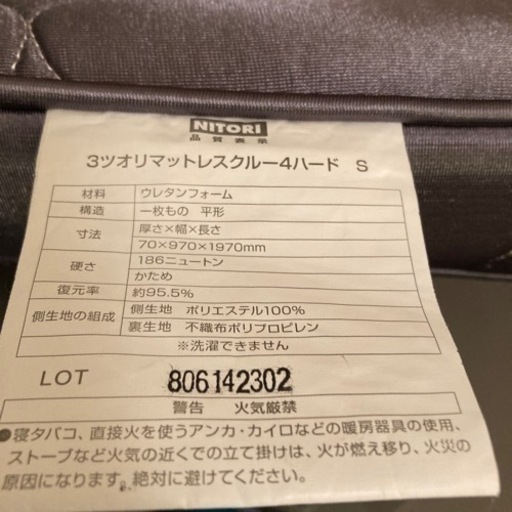 NITORI
品質表示
3ツオリマットレスクルー4ハード S
材料 ウレタンフォーム
構造 一枚もの 平形
寸法 厚さ×幅×長さ
70×970×1970mm
硬さ 186ニュートン
かため
復元率 約95.5%
側生地の組成 側生地 ポリエステル100%
裏生地 不織布ポリプロピレン
※洗濯できません
LOT 806142302
警告 火気厳禁
●寝タバコ、直接火を使うアンカ・カイロなどの暖房器具の使用、
ストーブなど火気の近くでの立て掛けは、火が燃え移り、火災の
原因になります。絶対に避けてください。